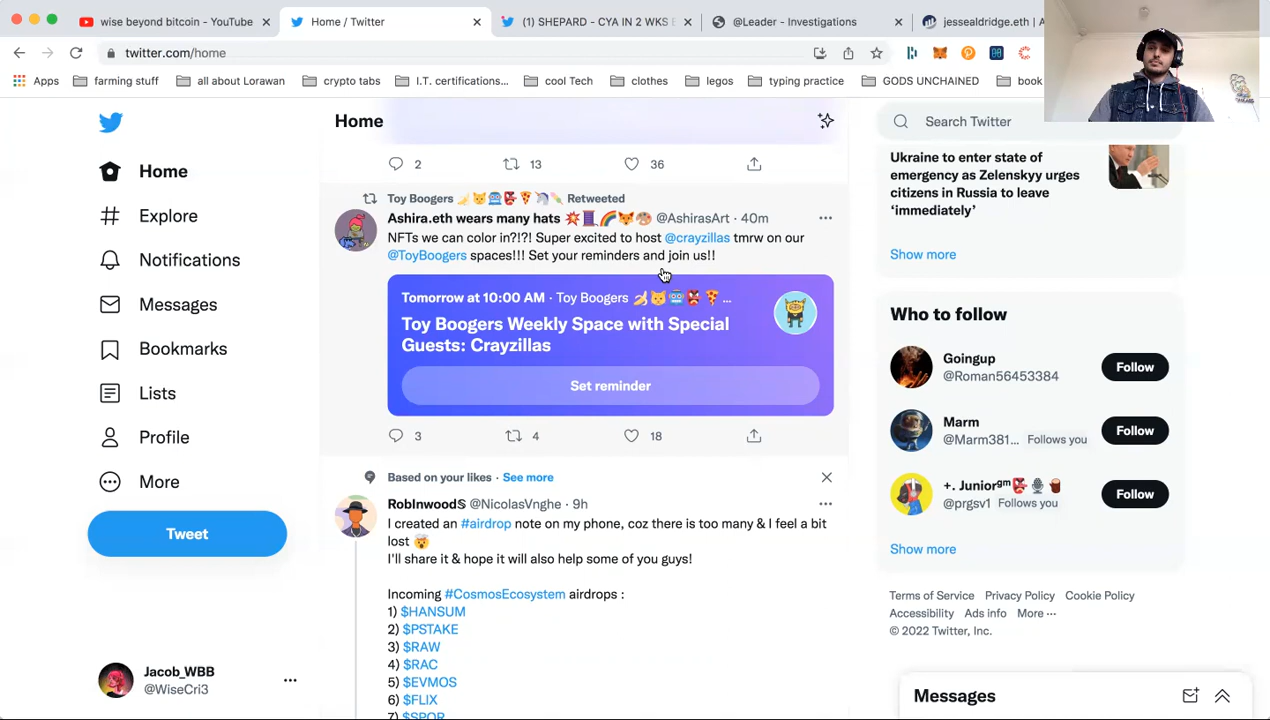 wise beyond bitcoin - YouTube
Home / Twitter
(1) SHEPARD - CYA IN 2 WKS E
@Leader - Investigations
jessealdridge.eth | A
twitter.com/home
Apps
farming stuff
all about Lorawan
crypto tabs
I.T. certifications...
cool Tech
clothes
legos
typing practice
GODS UNCHAINED
book
Home
Explore
Notifications
Messages
Bookmarks
Lists
Profile
More
Tweet
Jacob_WBB
@WiseCri3
Home
2 13 36
Toy Boogers 🍌🐱🤖👺🍕🦄🍡 Retweeted
Ashira.eth wears many hats 💥🧵🌈🦊🎨 @AshirasArt · 40m
NFTs we can color in?!?! Super excited to host @crayzillas tmrw on our
@ToyBoogers spaces!!! Set your reminders and join us!!
Tomorrow at 10:00 AM · Toy Boogers 🍌🐱🤖👺🍕 ...
Toy Boogers Weekly Space with Special
Guests: Crayzillas
Set reminder
3 4 18
Based on your likes · See more
RobInwoodS @NicolasVnghe · 9h
I created an #airdrop note on my phone, coz there is too many & I feel a bit
lost 🤯
I'll share it & hope it will also help some of you guys!
Incoming #CosmosEcosystem airdrops :
1) $HANSUM
2) $PSTAKE
3) $RAW
4) $RAC
5) $EVMOS
6) $FLIX
7) $SPQR
Search Twitter
Ukraine to enter state of
emergency as Zelenskyy urges
citizens in Russia to leave
‘immediately’
Show more
Who to follow
Goingup
@Roman56453384
Follow
Marm
@Marm381... Follows you
Follow
+. Juniorᵍᵐ👺🎙️🥃
@prgsv1 Follows you
Follow
Show more
Terms of Service Privacy Policy Cookie Policy
Accessibility Ads info More ···
© 2022 Twitter, Inc.
Messages